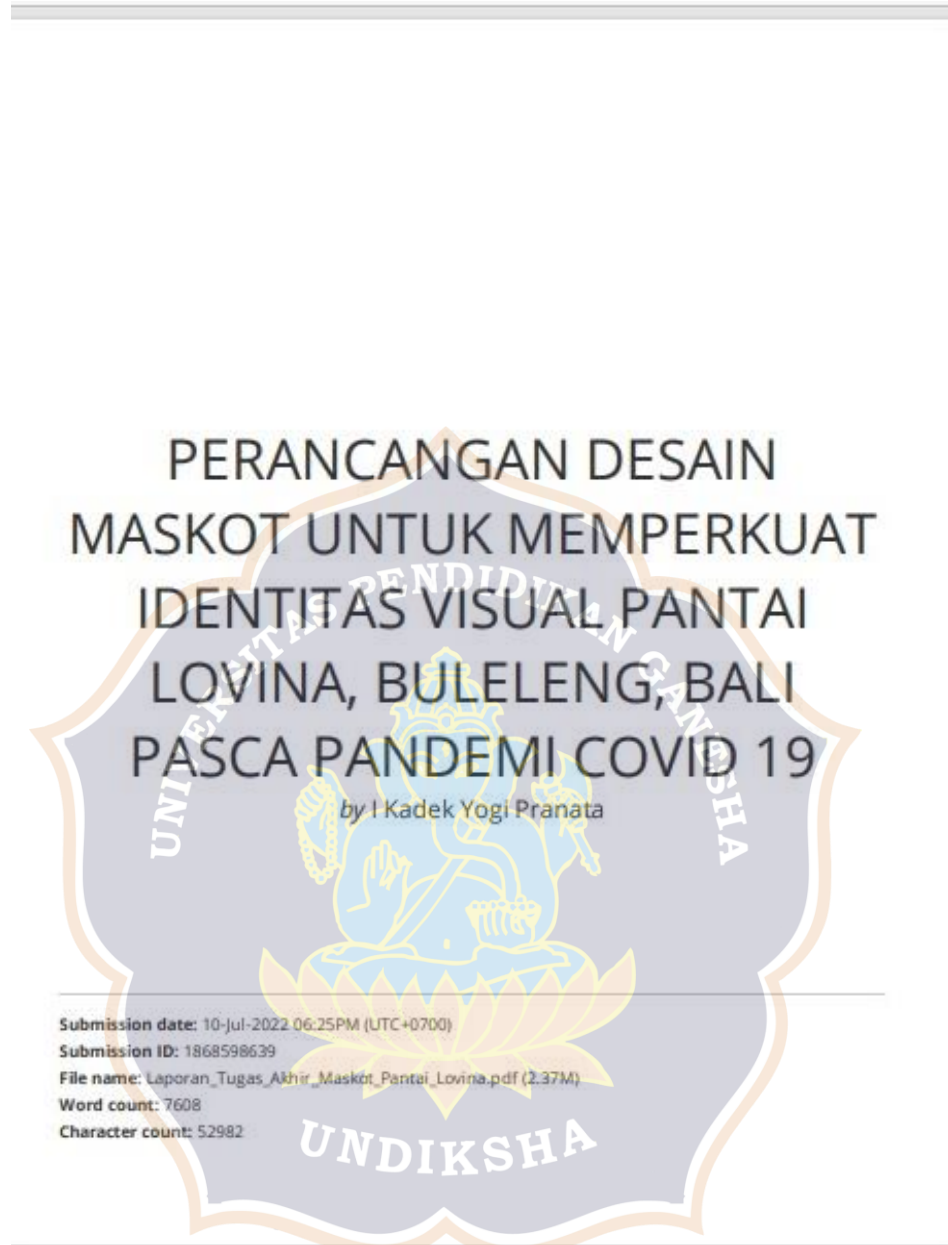 PERANCANGAN DESAIN
MASKOT UNTUK MEMPERKUAT
IDENTITAS VISUAL PANTAI
LOVINA, BULELENG, BALI
PASCA PANDEMI COVID 19
by I Kadek Yogi Pranata
UNIVERSITAS PENDIDIKAN GANESHA
Submission date: 10-Jul-2022 06:25PM (UTC+0700)
Submission ID: 1868598639
File name: Laporan_Tugas_Akhir_Maskot_Pantai_Lovina.pdf (2.37M)
Word count: 7608
Character count: 52982
UNDIKSHA